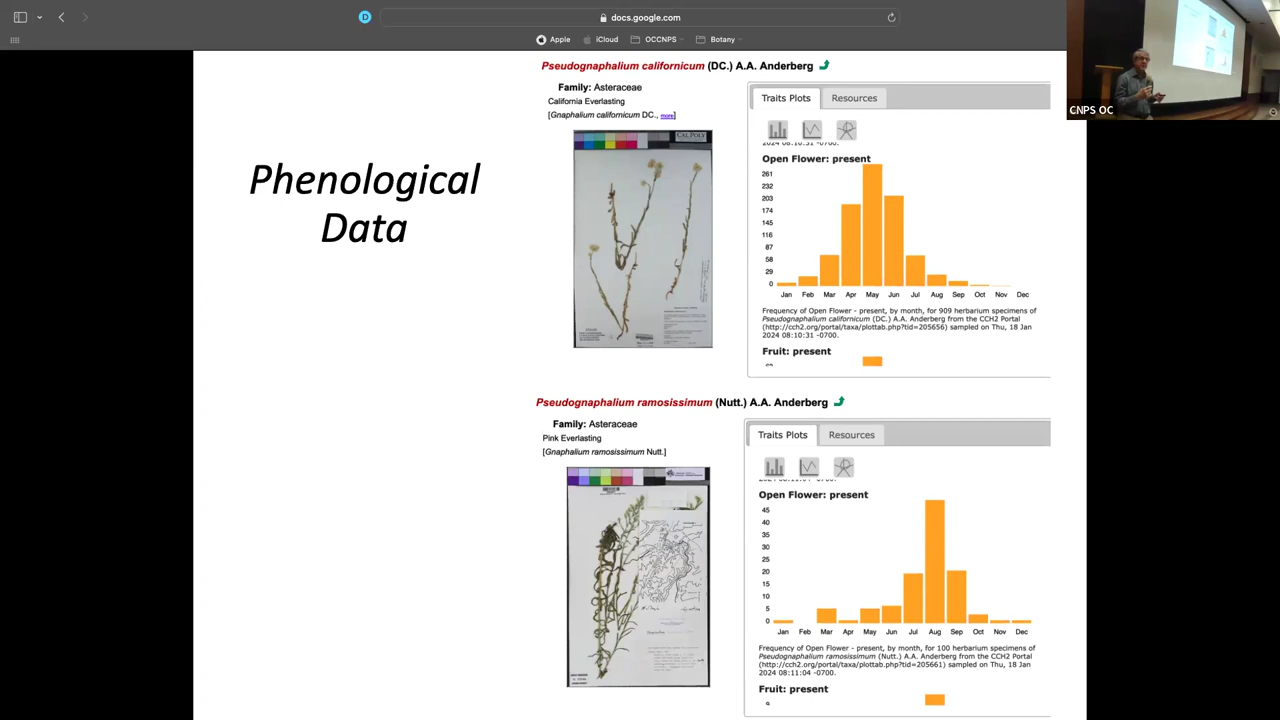 docs.google.com
Apple iCloud OCCNPS Botany
CNPS OC
Phenological
Data
Pseudognaphalium californicum (DC.) A.A. Anderberg
Family: Asteraceae
California Everlasting
[Gnaphalium californicum DC., more]
CAL POLY
Traits Plots Resources
2024 08:10:31 -0700.
Open Flower: present
261
232
203
174
145
116
87
58
29
0
Jan Feb Mar Apr May Jun Jul Aug Sep Oct Nov Dec
Frequency of Open Flower - present, by month, for 909 herbarium specimens of
Pseudognaphalium californicum (DC.) A.A. Anderberg from the CCH2 Portal
(http://cch2.org/portal/taxa/plottab.php?tid=205656) sampled on Thu, 18 Jan
2024 08:10:31 -0700.
Fruit: present
Pseudognaphalium ramosissimum (Nutt.) A.A. Anderberg
Family: Asteraceae
Pink Everlasting
[Gnaphalium ramosissimum Nutt.]
Traits Plots Resources
Open Flower: present
45
40
35
30
25
20
15
10
5
0
Jan Feb Mar Apr May Jun Jul Aug Sep Oct Nov Dec
Frequency of Open Flower - present, by month, for 100 herbarium specimens of
Pseudognaphalium ramosissimum (Nutt.) A.A. Anderberg from the CCH2 Portal
(http://cch2.org/portal/taxa/plottab.php?tid=205661) sampled on Thu, 18 Jan
2024 08:11:04 -0700.
Fruit: present
9